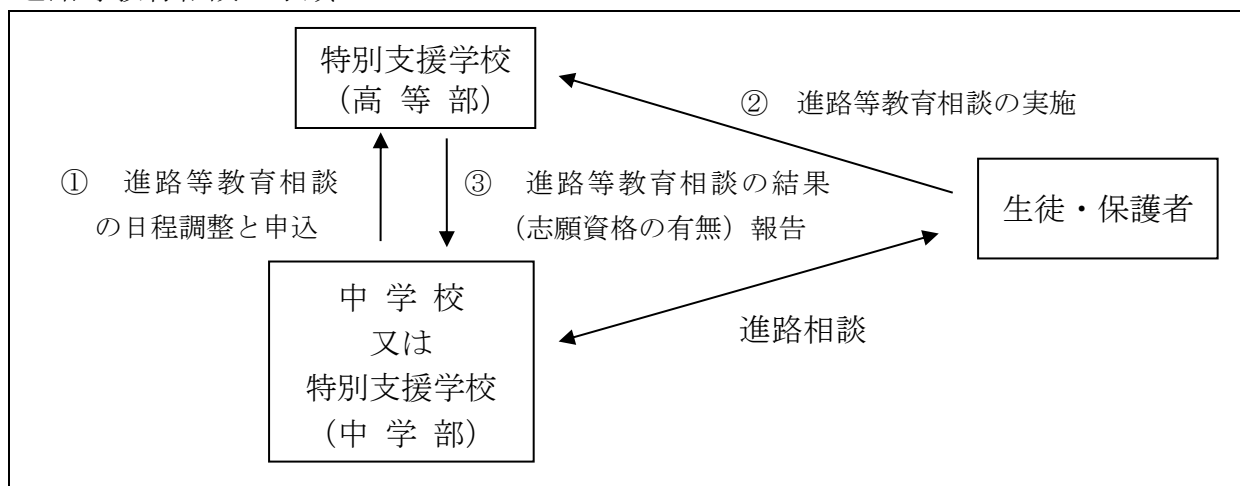 特別支援学校
（高 等 部）
② 進路等教育相談の実施
① 進路等教育相談
の日程調整と申込
③ 進路等教育相談の結果
（志願資格の有無）報告
生徒・保護者
中 学 校
又は
特別支援学校
（中 学 部）
進路相談